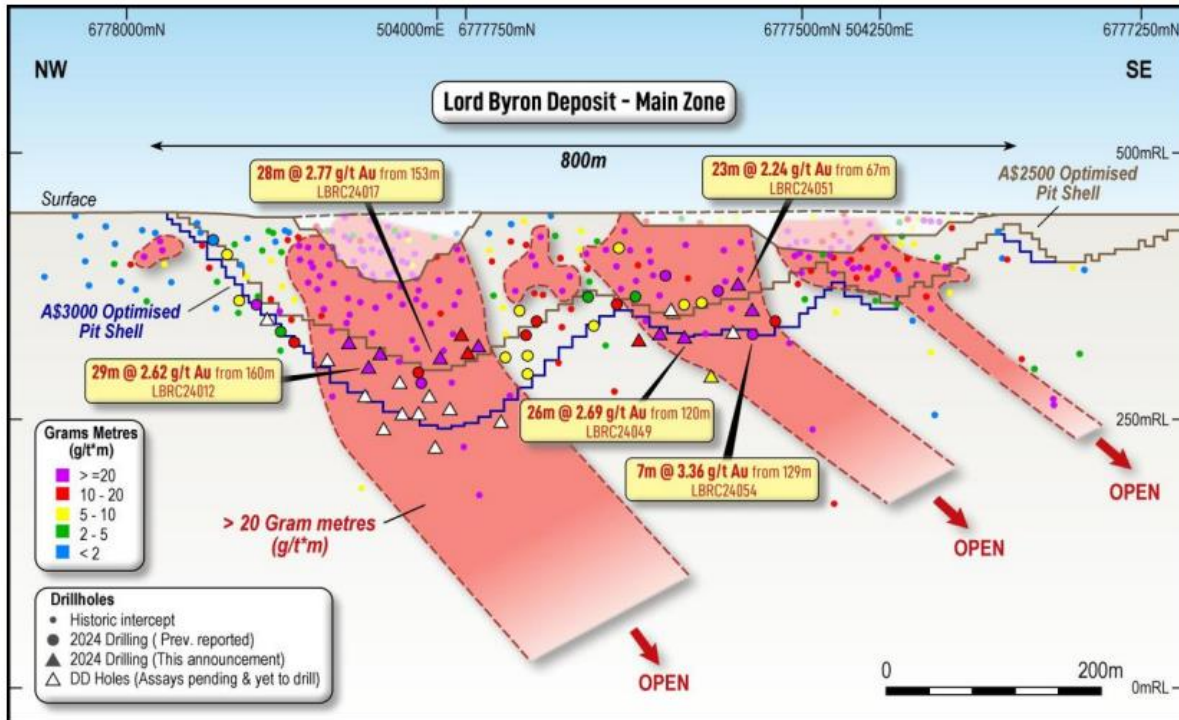 6778000mN 504000mE 6777750mN 6777500mN 504250mE 6777250mN
NW
SE
Lord Byron Deposit - Main Zone
800m
500mRL
28m @ 2.77 g/t Au from 153m
LBRC24017
23m @ 2.24 g/t Au from 67m
LBRC24051
A$2500 Optimised
Pit Shell
Surface
A$3000 Optimised
Pit Shell
29m @ 2.62 g/t Au from 160m
LBRC24012
26m @ 2.69 g/t Au from 120m
LBRC24049
250mRL
7m @ 3.36 g/t Au from 129m
LBRC24054
Grams Metres
(g/t*m)
> =20
10 - 20
5 - 10
2 - 5
< 2
> 20 Gram metres
(g/t*m)
OPEN
OPEN
OPEN
Drillholes
Historic intercept
2024 Drilling ( Prev. reported)
2024 Drilling (This announcement)
DD Holes (Assays pending & yet to drill)
0 200m
0mRL